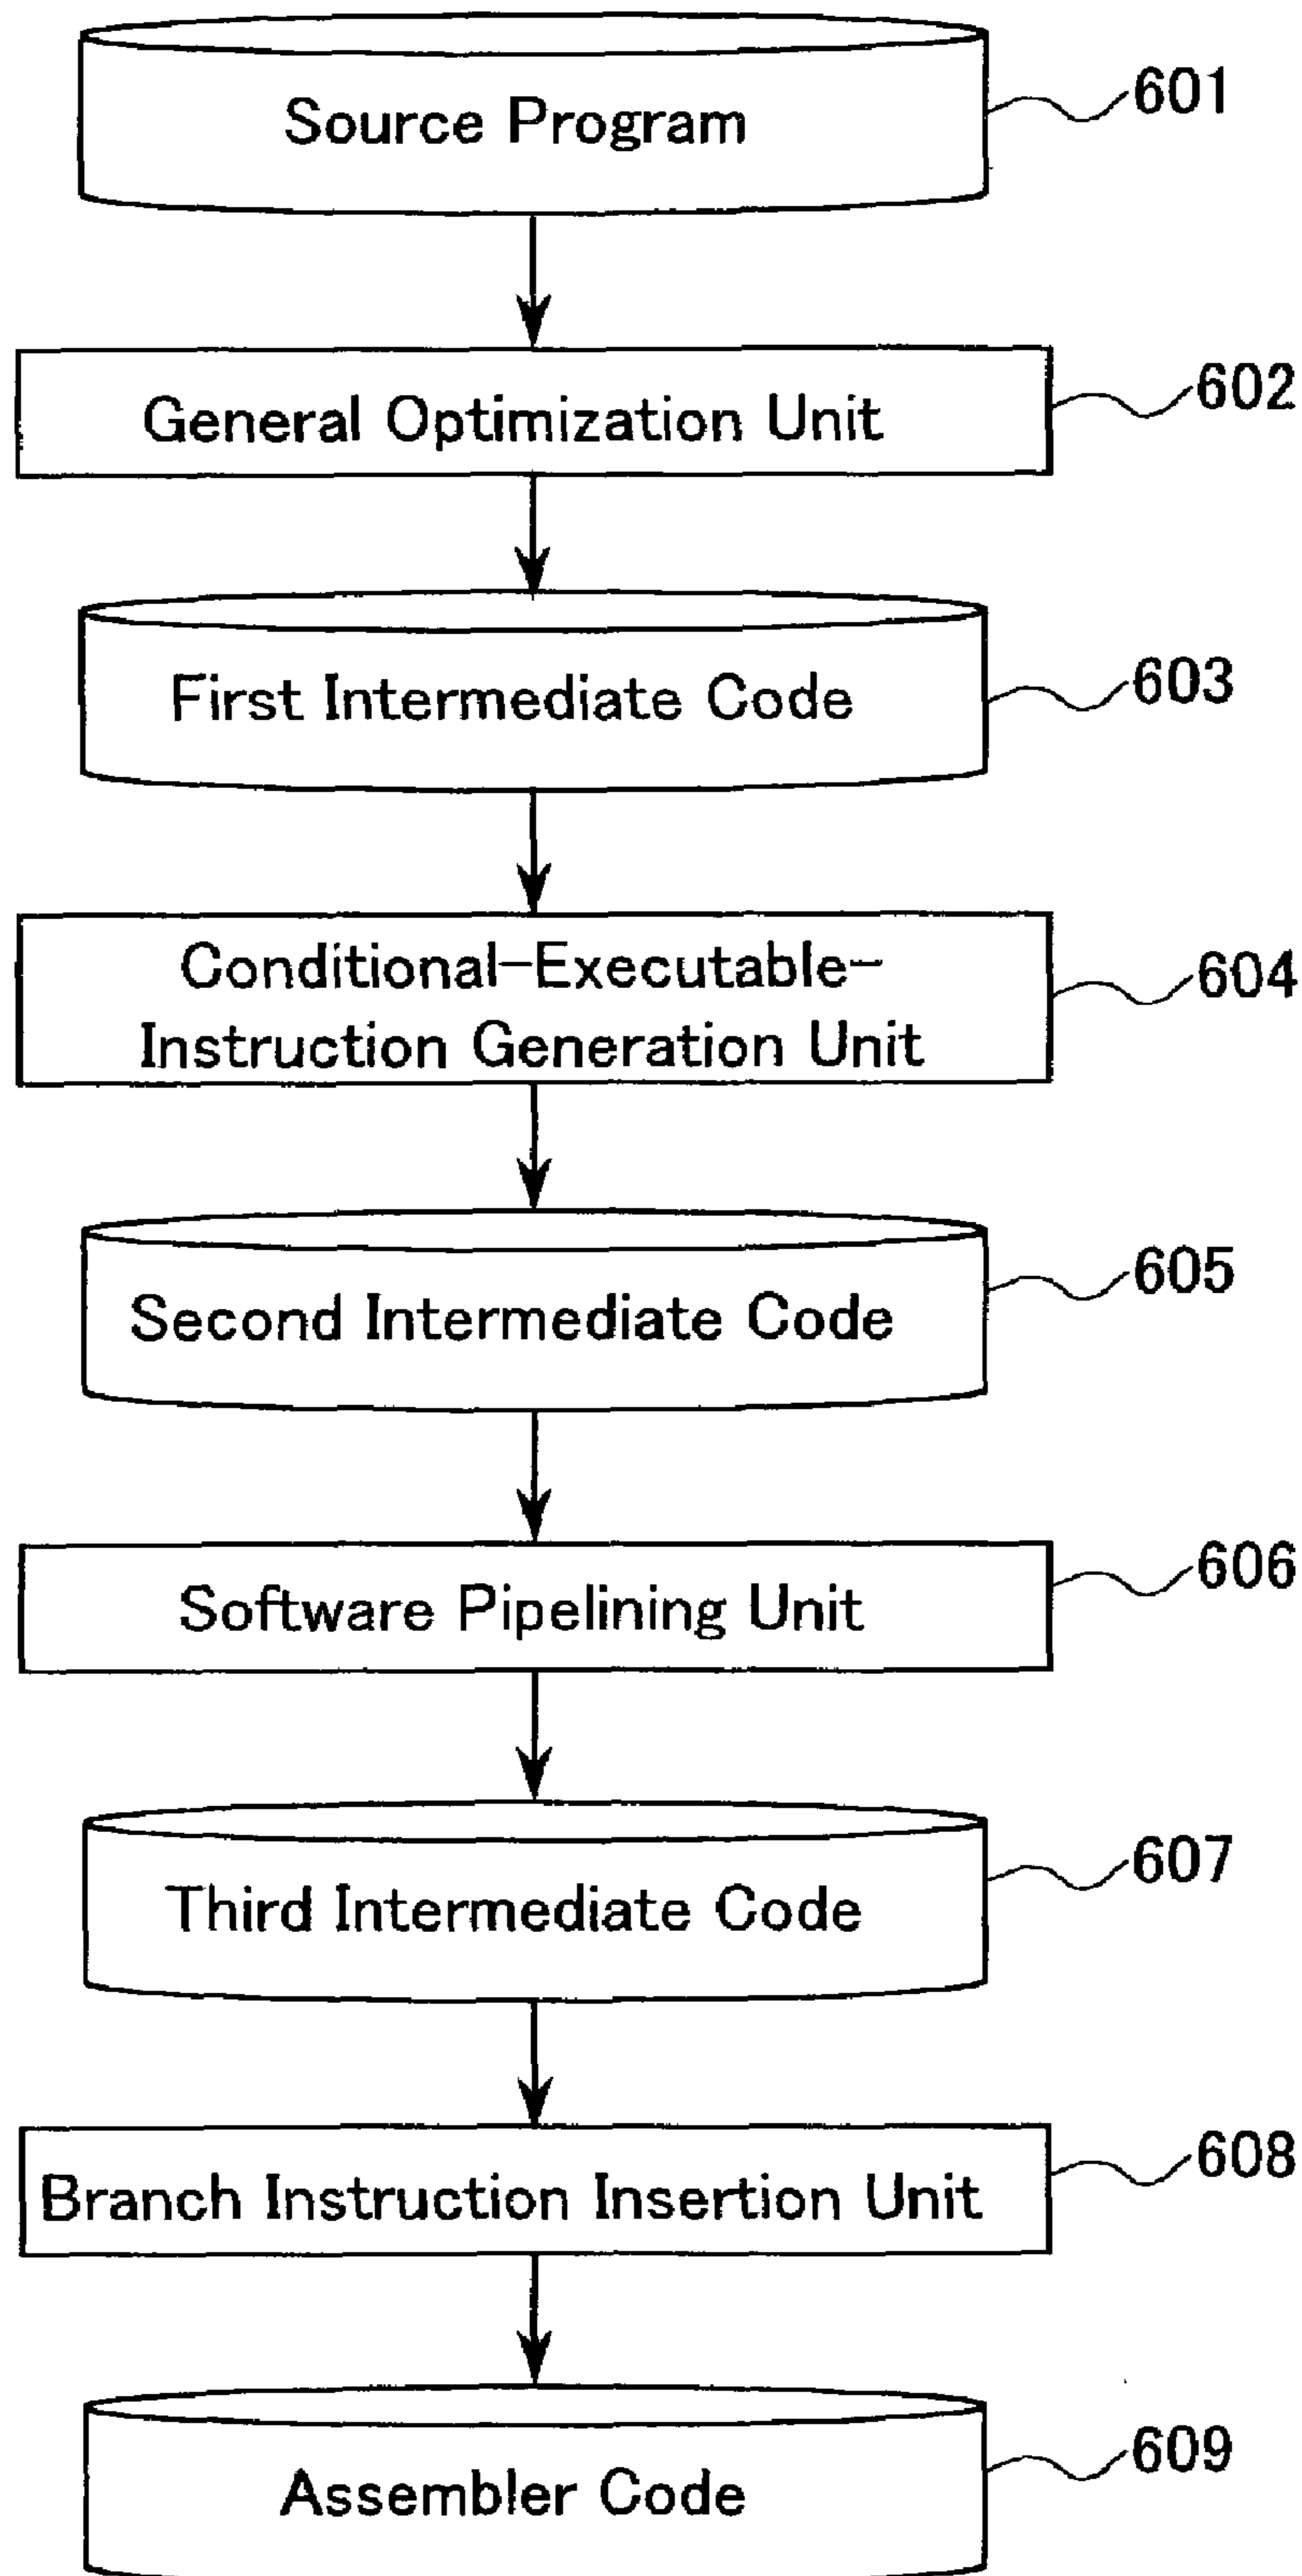 Source Program
601
General Optimization Unit
602
First Intermediate Code
603
Conditional-Executable-
Instruction Generation Unit
604
Second Intermediate Code
605
Software Pipelining Unit
606
Third Intermediate Code
607
Branch Instruction Insertion Unit
608
Assembler Code
609